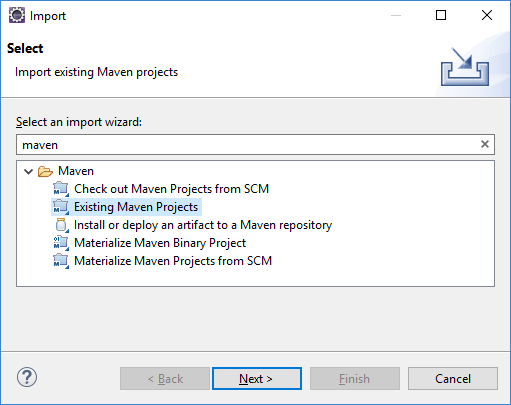 Import
Select
Import existing Maven projects
Select an import wizard:
maven
Maven
Check out Maven Projects from SCM
Existing Maven Projects
Install or deploy an artifact to a Maven repository
Materialize Maven Binary Project
Materialize Maven Projects from SCM
? < Back Next > Finish Cancel